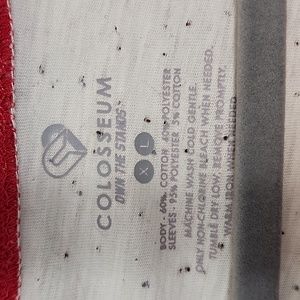 COLOSSEUM
OWN THE STANDS
XL
BODY - 60% COTTON 40% POLYESTER
SLEEVES - 95% POLYESTER 5% COTTON
MACHINE WASH COLD GENTLE.
ONLY NON-CHLORINE BLEACH WHEN NEEDED.
TUMBLE DRY LOW, REMOVE PROMPTLY.
WARM IRON WHEN NEEDED